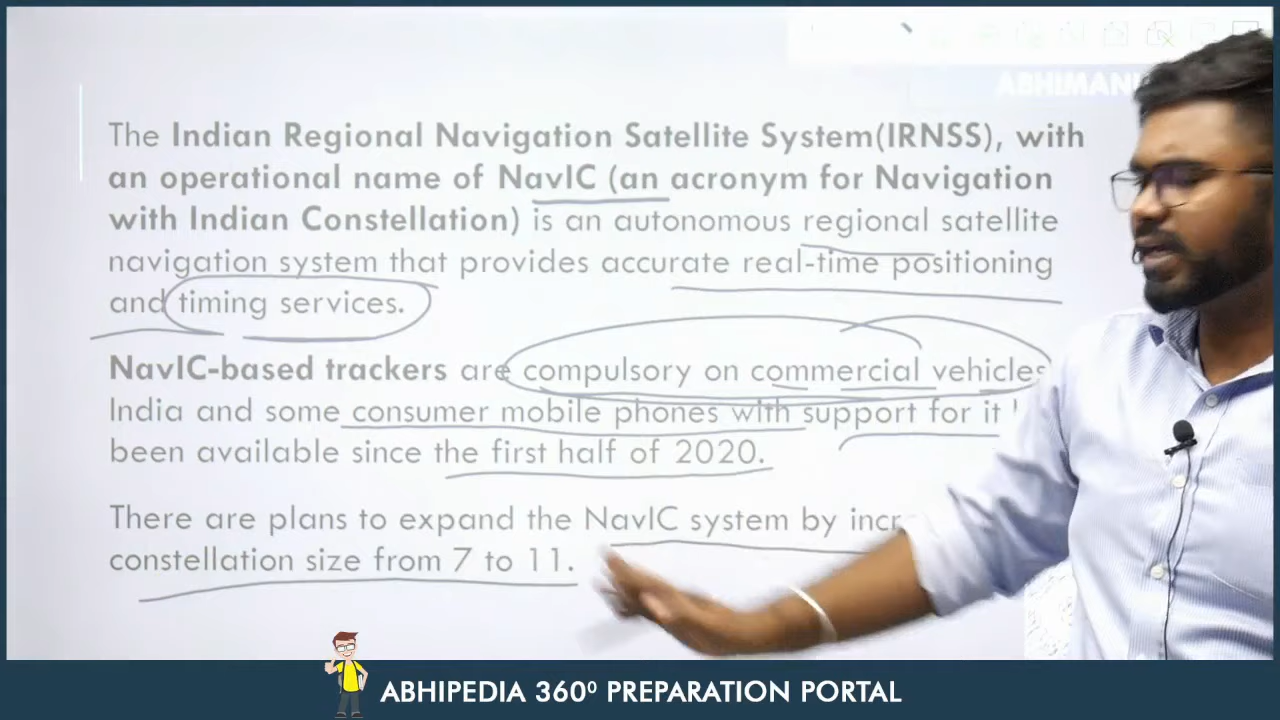 ABHIMAN
The Indian Regional Navigation Satellite System(IRNSS), with
an operational name of NavIC (an acronym for Navigation
with Indian Constellation) is an autonomous regional satellite
navigation system that provides accurate real-time positioning
and timing services.
NavIC-based trackers are compulsory on commercial vehicles
India and some consumer mobile phones with support for it
been available since the first half of 2020.
There are plans to expand the NavIC system by
constellation size from 7 to 11.
ABHIPEDIA 360⁰ PREPARATION PORTAL